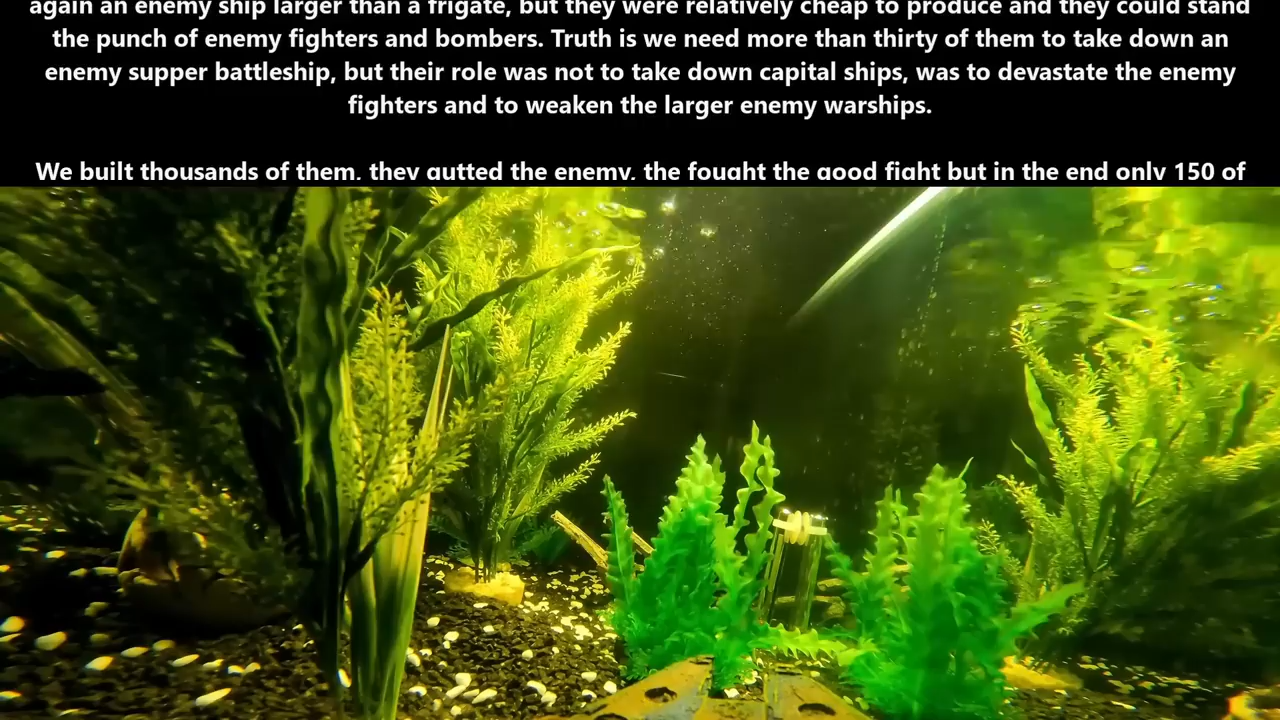 again an enemy ship larger than a frigate, but they were relatively cheap to produce and they could stand
the punch of enemy fighters and bombers. Truth is we need more than thirty of them to take down an
enemy supper battleship, but their role was not to take down capital ships, was to devastate the enemy
fighters and to weaken the larger enemy warships.
We built thousands of them, they gutted the enemy, the fought the good fight but in the end only 150 of